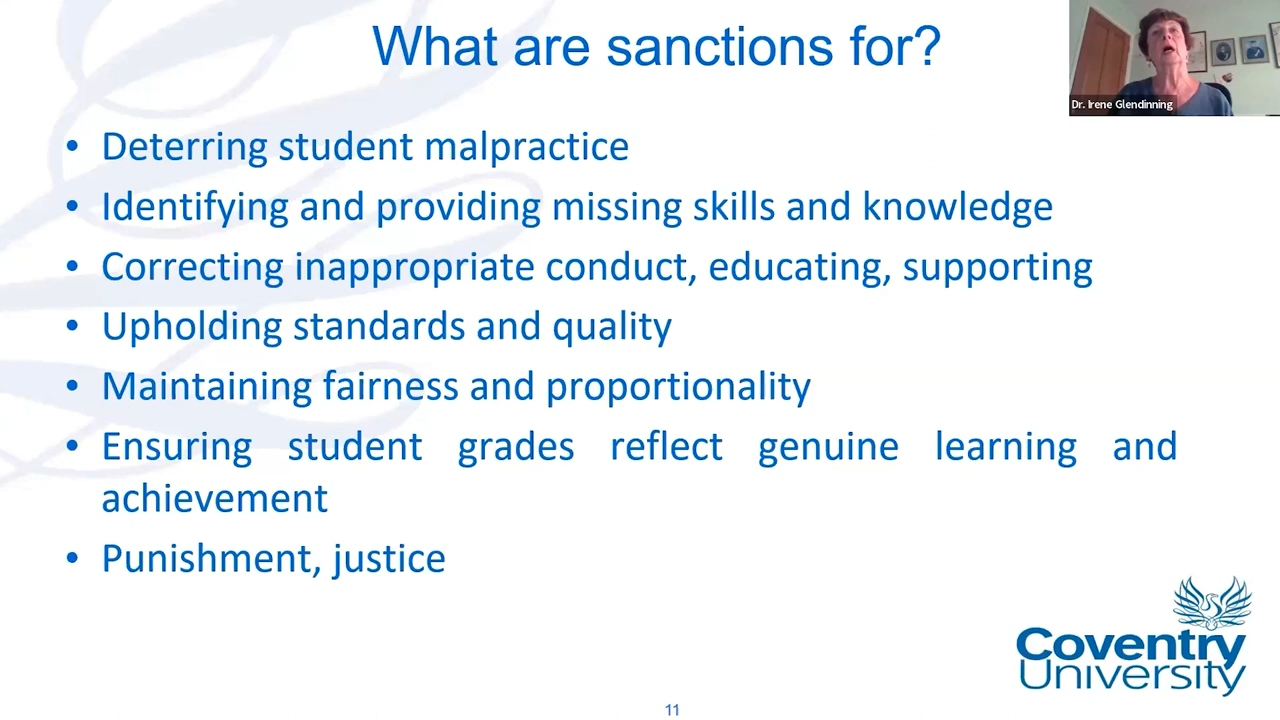 What are sanctions for?
Dr. Irene Glendinning
• Deterring student malpractice
• Identifying and providing missing skills and knowledge
• Correcting inappropriate conduct, educating, supporting
• Upholding standards and quality
• Maintaining fairness and proportionality
• Ensuring student grades reflect genuine learning and
achievement
• Punishment, justice
Coventry
University
11